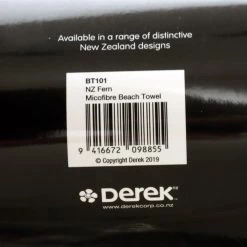 Available in a range of distinctive
New Zealand designs
BT101
NZ Fern
Micofibre Beach Towel
9 416672 098855
© Copyright Derek 2019
DEREK
www.derekcorp.co.nz